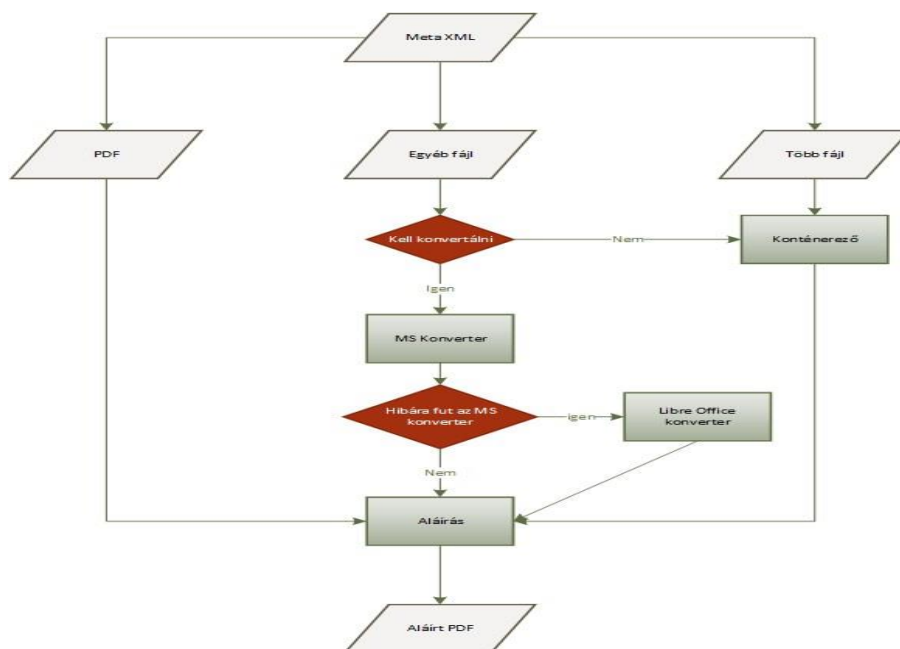 Meta XML
PDF
Egyéb fájl
Több fájl
Kell konvertálni
Nem
Konténerező
Igen
MS Konverter
Hibára fut az MS
konverter
igen
Libre Office
konverter
Nem
Aláírás
Aláírt PDF